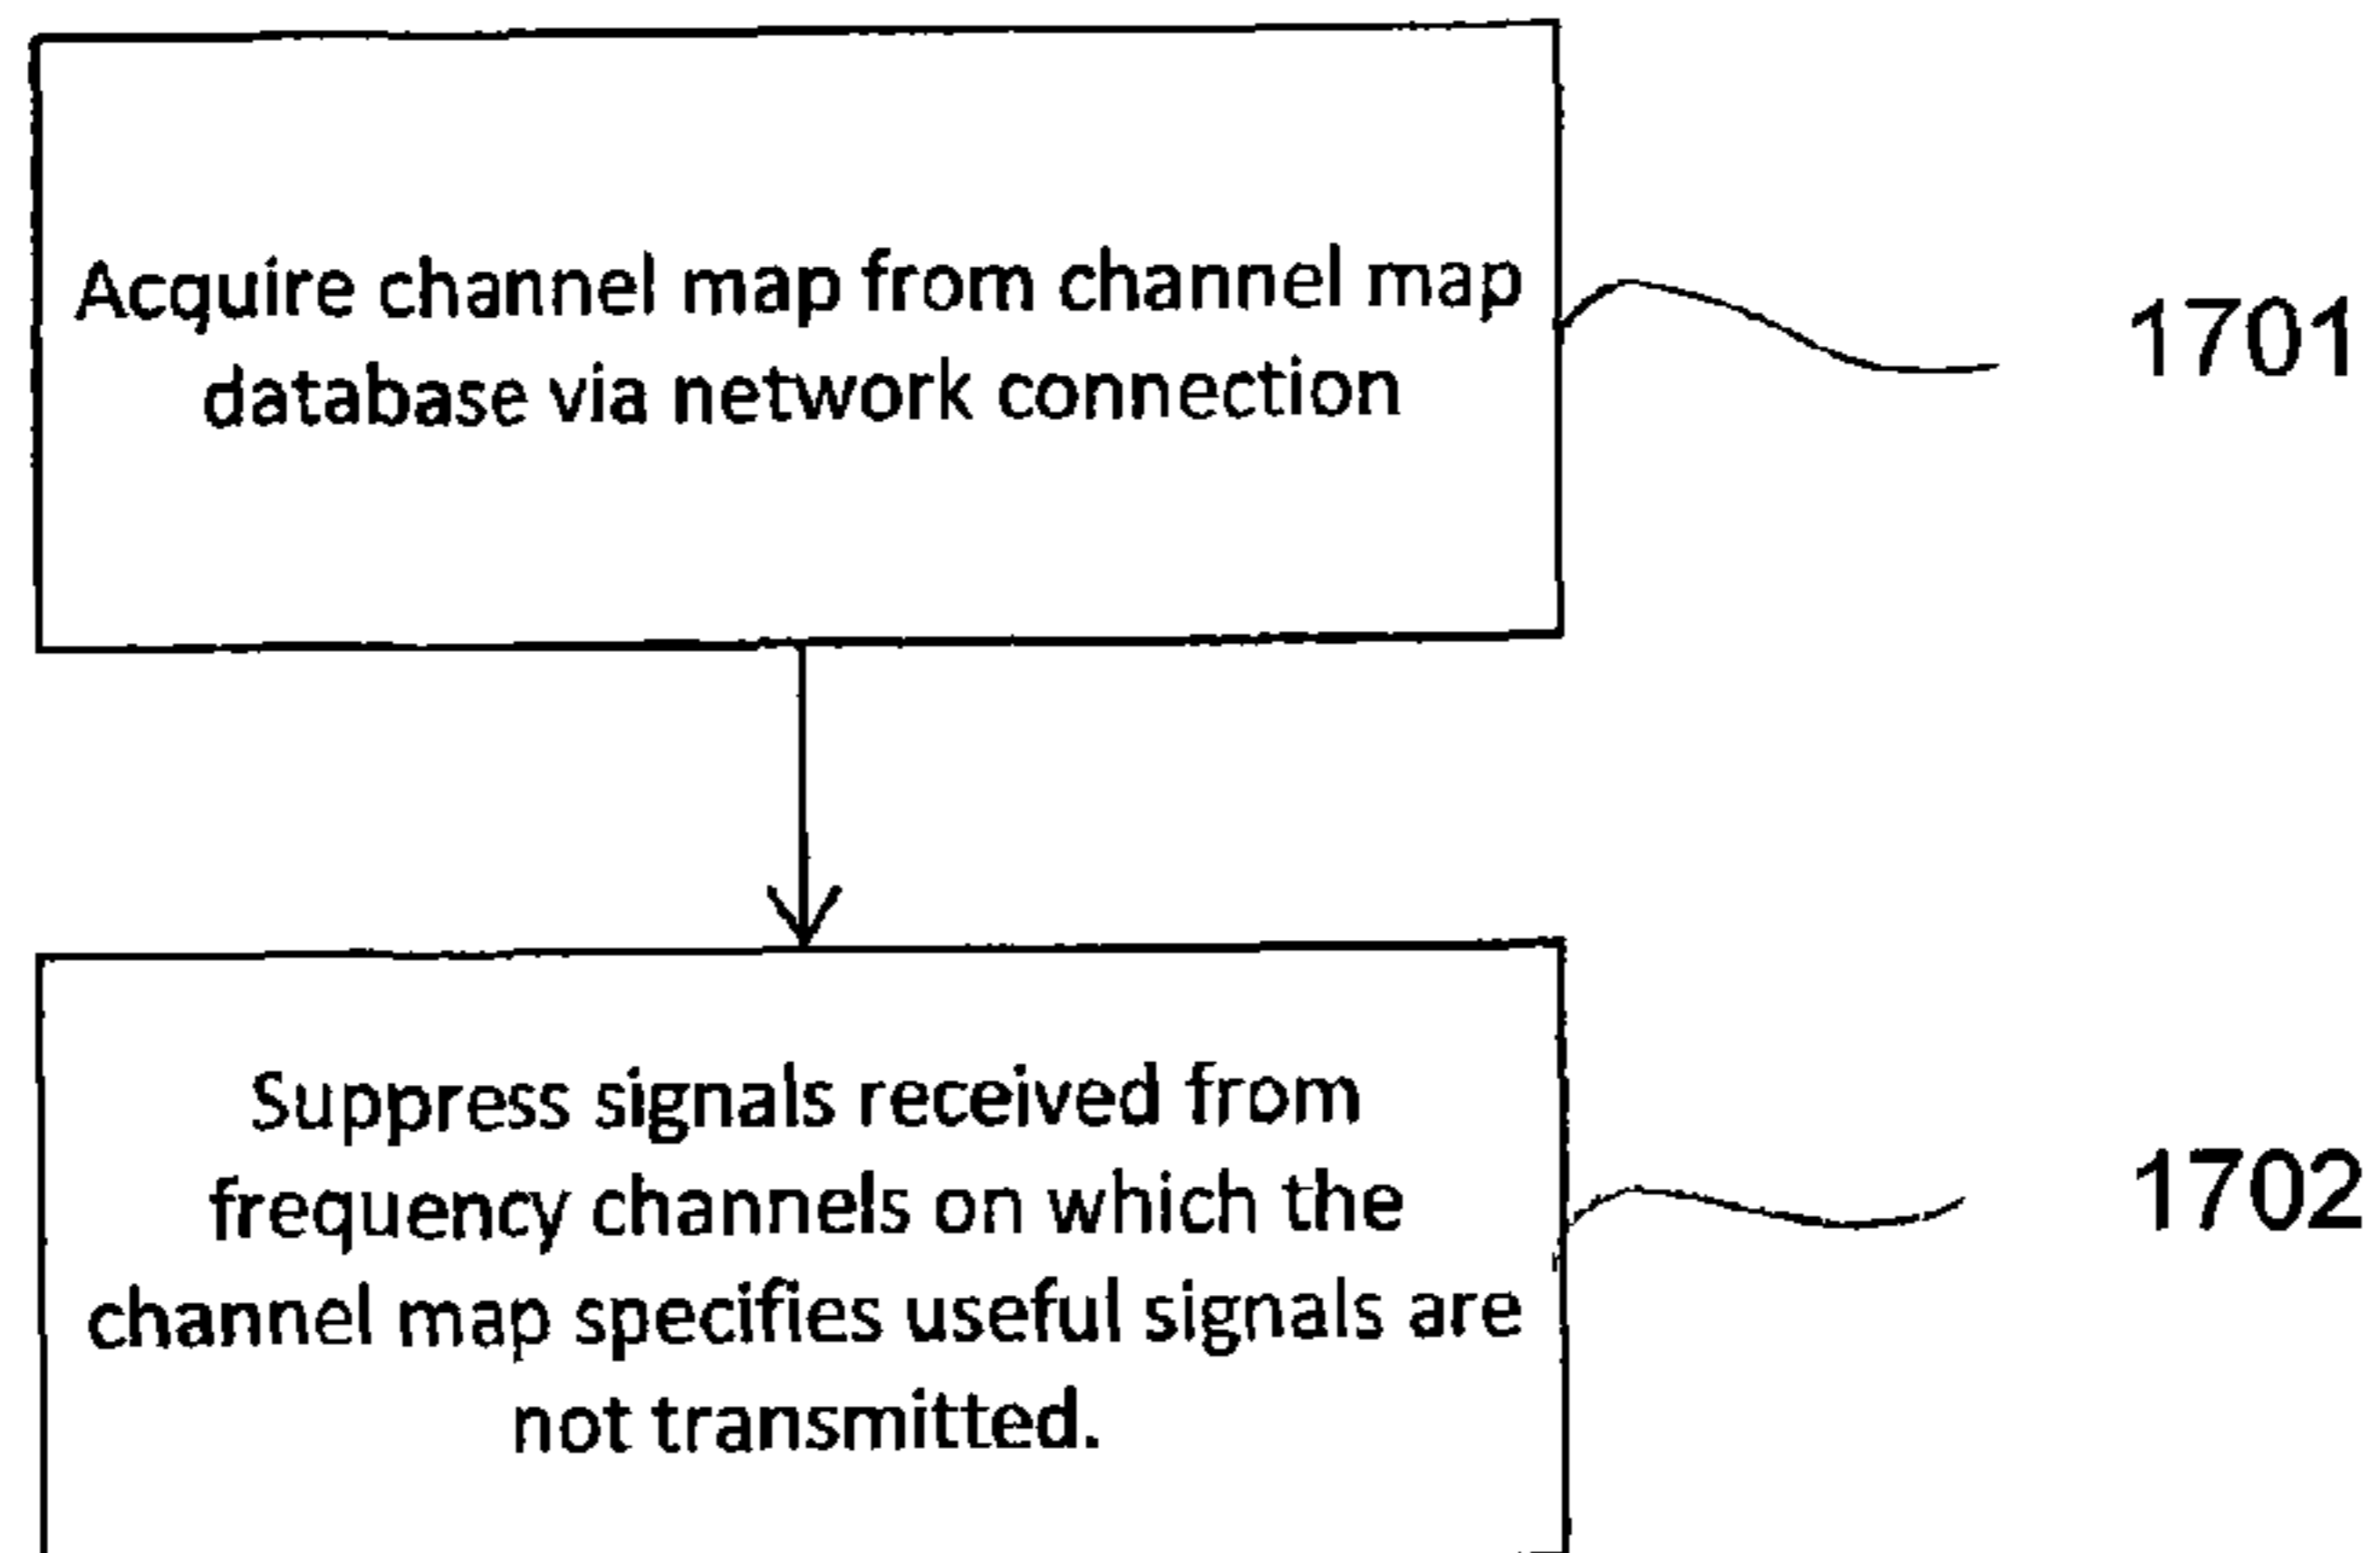 Acquire channel map from channel map
database via network connection
1701
Suppress signals received from
frequency channels on which the
channel map specifies useful signals are
not transmitted.
1702